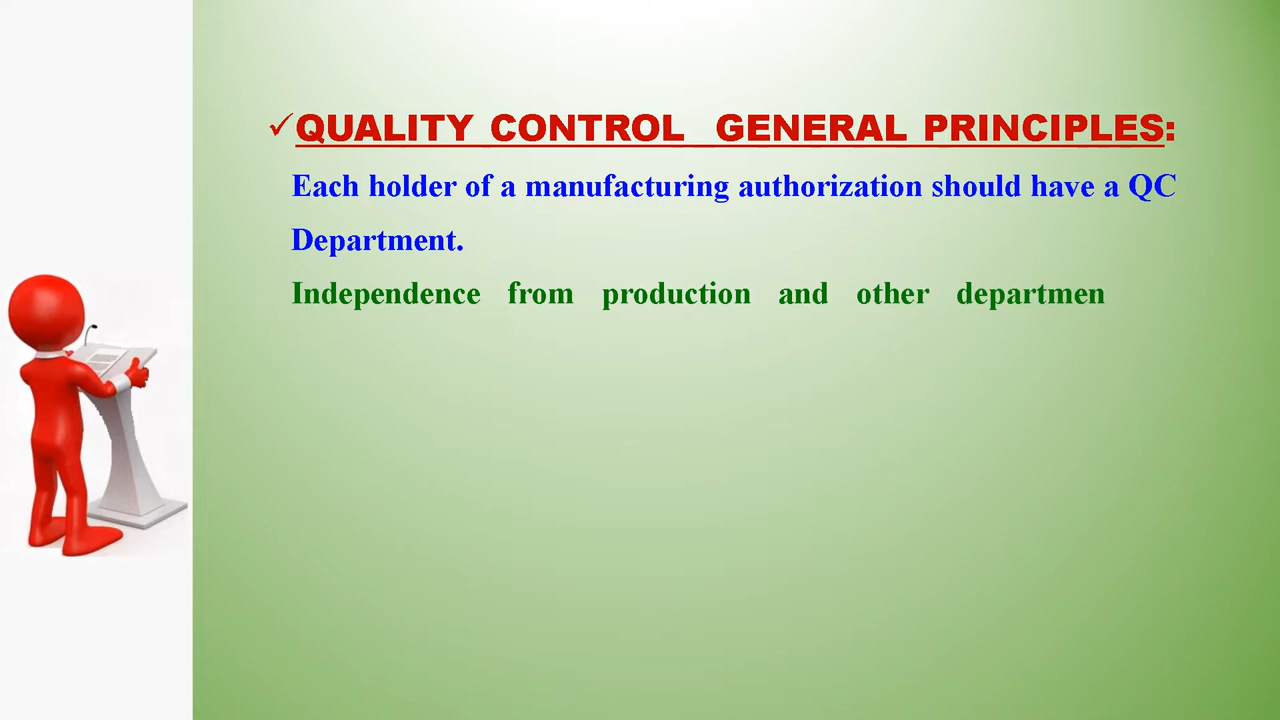 ✓QUALITY CONTROL GENERAL PRINCIPLES:
Each holder of a manufacturing authorization should have a QC
Department.
Independence from production and other departmen